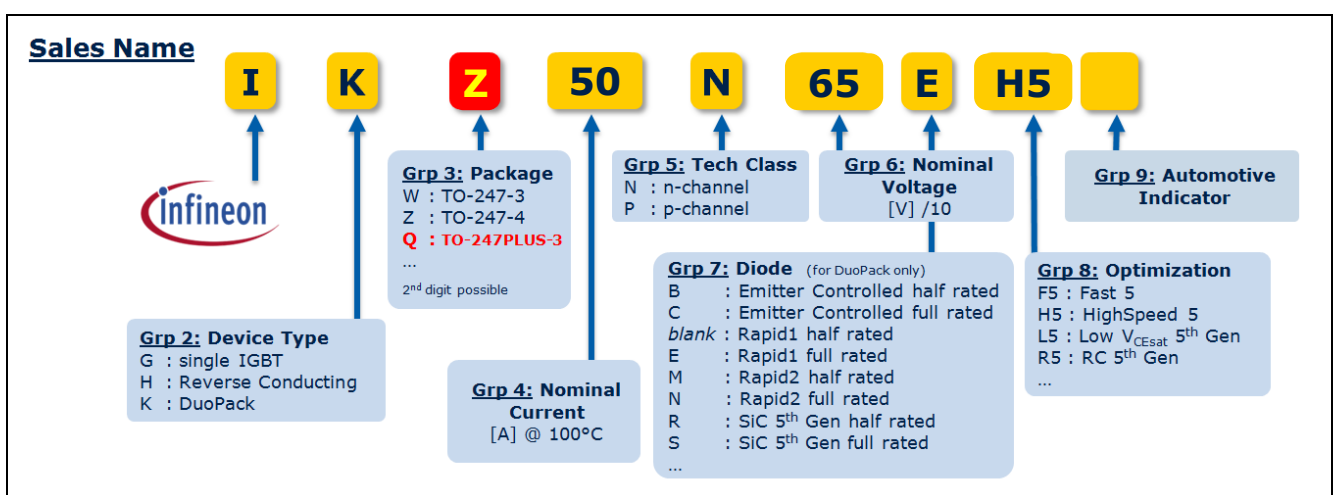 Sales Name
I K Z 50 N 65 E H5
infineon
Grp 2: Device Type
G : single IGBT
H : Reverse Conducting
K : DuoPack
Grp 3: Package
W : TO-247-3
Z : TO-247-4
Q : TO-247PLUS-3
...
2nd digit possible
Grp 4: Nominal
Current
[A] @ 100°C
Grp 5: Tech Class
N : n-channel
P : p-channel
Grp 6: Nominal
Voltage
[V] /10
Grp 7: Diode (for DuoPack only)
B : Emitter Controlled half rated
C : Emitter Controlled full rated
blank : Rapid1 half rated
E : Rapid1 full rated
M : Rapid2 half rated
N : Rapid2 full rated
R : SiC 5th Gen half rated
S : SiC 5th Gen full rated
...
Grp 8: Optimization
F5 : Fast 5
H5 : HighSpeed 5
L5 : Low VCEsat 5th Gen
R5 : RC 5th Gen
...
Grp 9: Automotive
Indicator